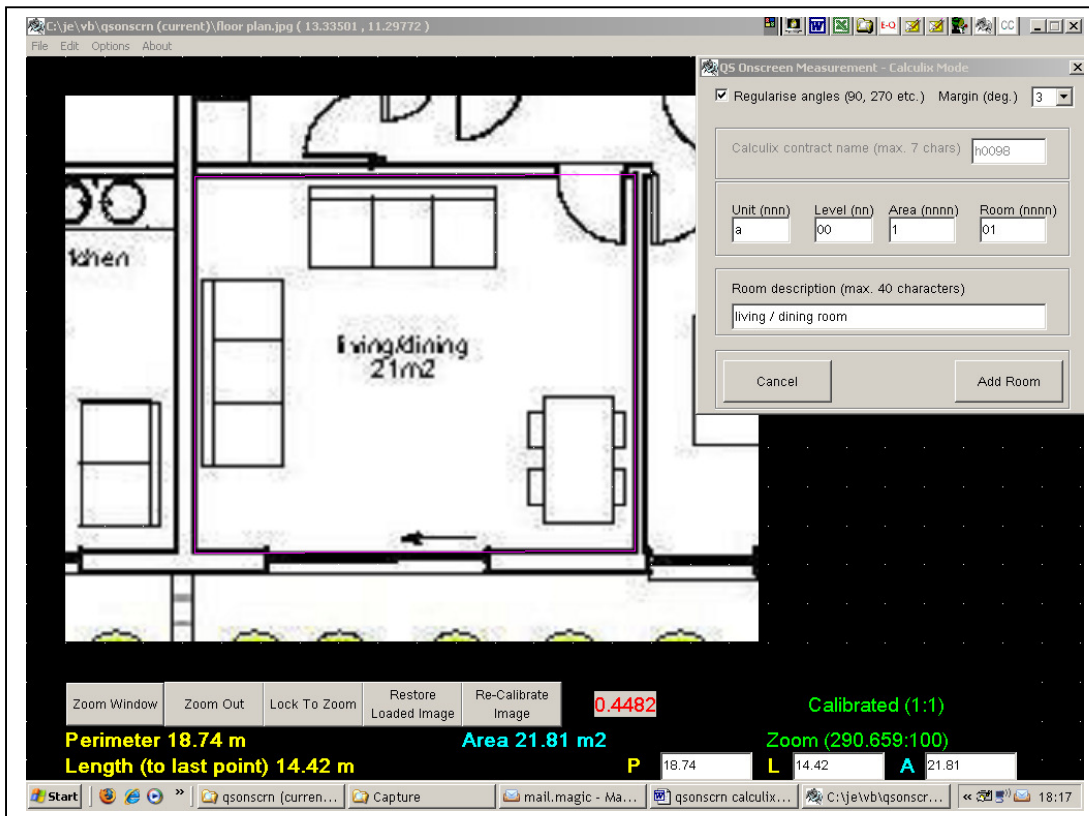 C:\je\vb\qsonscrn (current)\floor plan.jpg ( 13.33501 , 11.29772 )
E-Q
CC
File Edit Options About
QS Onscreen Measurement - Calculix Mode
Regularise angles (90, 270 etc.) Margin (deg.) 3
Calculix contract name (max. 7 chars) h0098
Unit (nnn) Level (nn) Area (nnnn) Room (nnnn)
a 00 1 01
Room description (max. 40 characters)
living / dining room
Cancel Add Room
living/dining
21m2
Zoom Window Zoom Out Lock To Zoom Restore Loaded Image Re-Calibrate Image 0.4482 Calibrated (1:1)
Perimeter 18.74 m Area 21.81 m2 Zoom (290.659:100)
Length (to last point) 14.42 m P 18.74 L 14.42 A 21.81
Start » qsonscrn (curren... Capture mail.magic - Ma... qsonscrn calculix... C:\je\vb\qsonscr... « 18:17